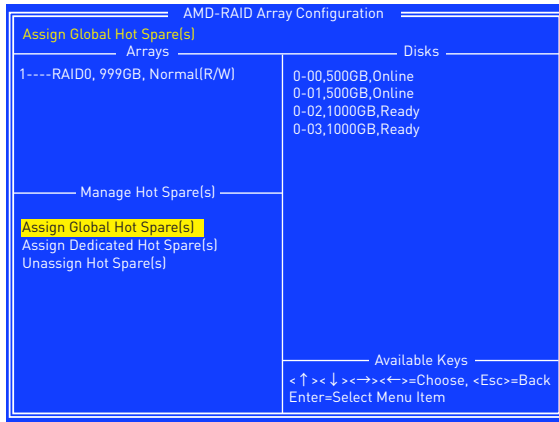 AMD-RAID Array Configuration
Assign Global Hot Spare(s)
Arrays
1----RAID0, 999GB, Normal(R/W)
Disks
0-00,500GB,Online
0-01,500GB,Online
0-02,1000GB,Ready
0-03,1000GB,Ready
Manage Hot Spare(s)
Assign Global Hot Spare(s)
Assign Dedicated Hot Spare(s)
Unassign Hot Spare(s)
Available Keys
<↑><↓><→><←>=Choose, <Esc>=Back
Enter=Select Menu Item